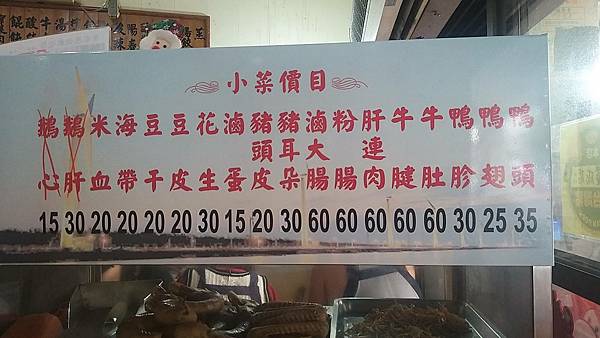 小菜價目
鵝心 15
鵝肝 30
米血 20
海帶 20
豆干 20
豆皮 20
花生 30
滷蛋 15
豬頭皮 20
豬耳朵 30
滷大腸 60
粉腸 60
肝連肉 60
牛腱 60
牛肚 60
鴨胗 30
鴨翅 25
鴨頭 35